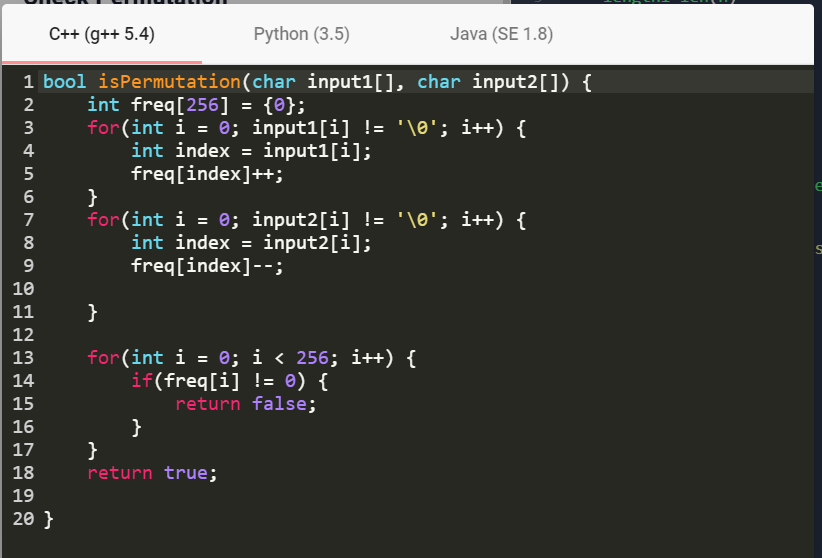 C++ (g++ 5.4) Python (3.5) Java (SE 1.8)
1 bool isPermutation(char input1[], char input2[]) {
2     int freq[256] = {0};
3     for(int i = 0; input1[i] != '\0'; i++) {
4         int index = input1[i];
5         freq[index]++;
6     }
7     for(int i = 0; input2[i] != '\0'; i++) {
8         int index = input2[i];
9         freq[index]--;
10
11     }
12
13     for(int i = 0; i < 256; i++) {
14         if(freq[i] != 0) {
15             return false;
16         }
17     }
18     return true;
19
20 }